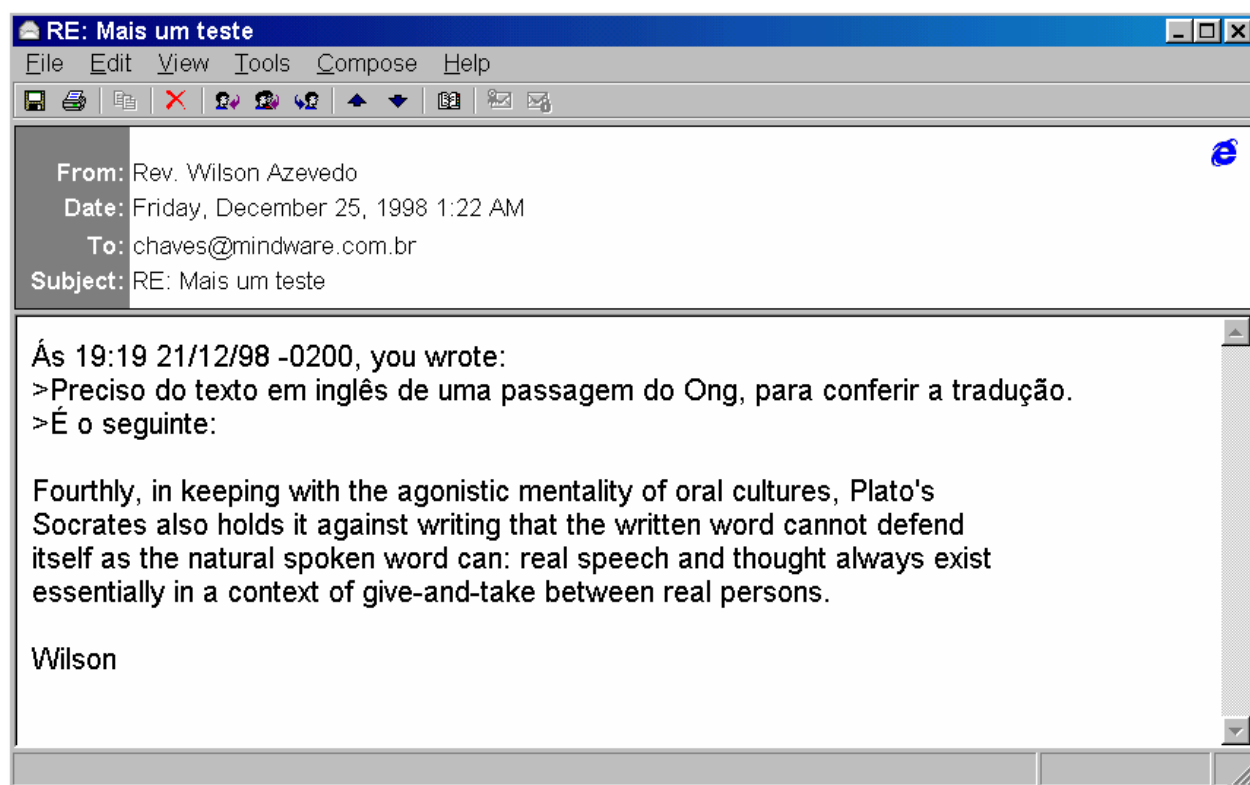 RE: Mais um teste
File Edit View Tools Compose Help
From: Rev. Wilson Azevedo
Date: Friday, December 25, 1998 1:22 AM
To: chaves@mindware.com.br
Subject: RE: Mais um teste
Ás 19:19 21/12/98 -0200, you wrote:
>Preciso do texto em inglês de uma passagem do Ong, para conferir a tradução.
>É o seguinte:
Fourthly, in keeping with the agonistic mentality of oral cultures, Plato's
Socrates also holds it against writing that the written word cannot defend
itself as the natural spoken word can: real speech and thought always exist
essentially in a context of give-and-take between real persons.
Wilson